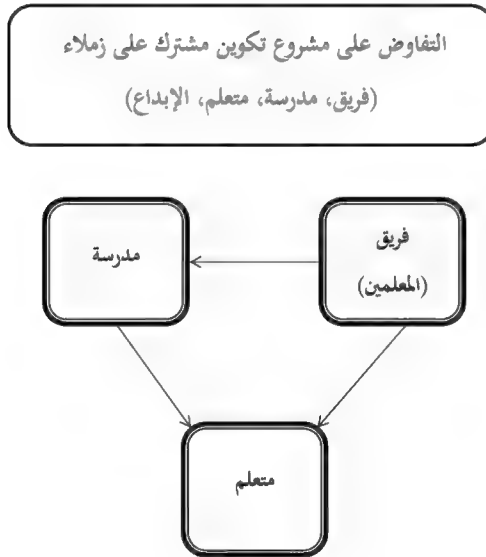 التفاوض على مشروع تكوين مشترك على زملاء
(فريق، مدرسة، متعلم، الإبداع)
فريق
(المعلمين)
مدرسة
متعلم